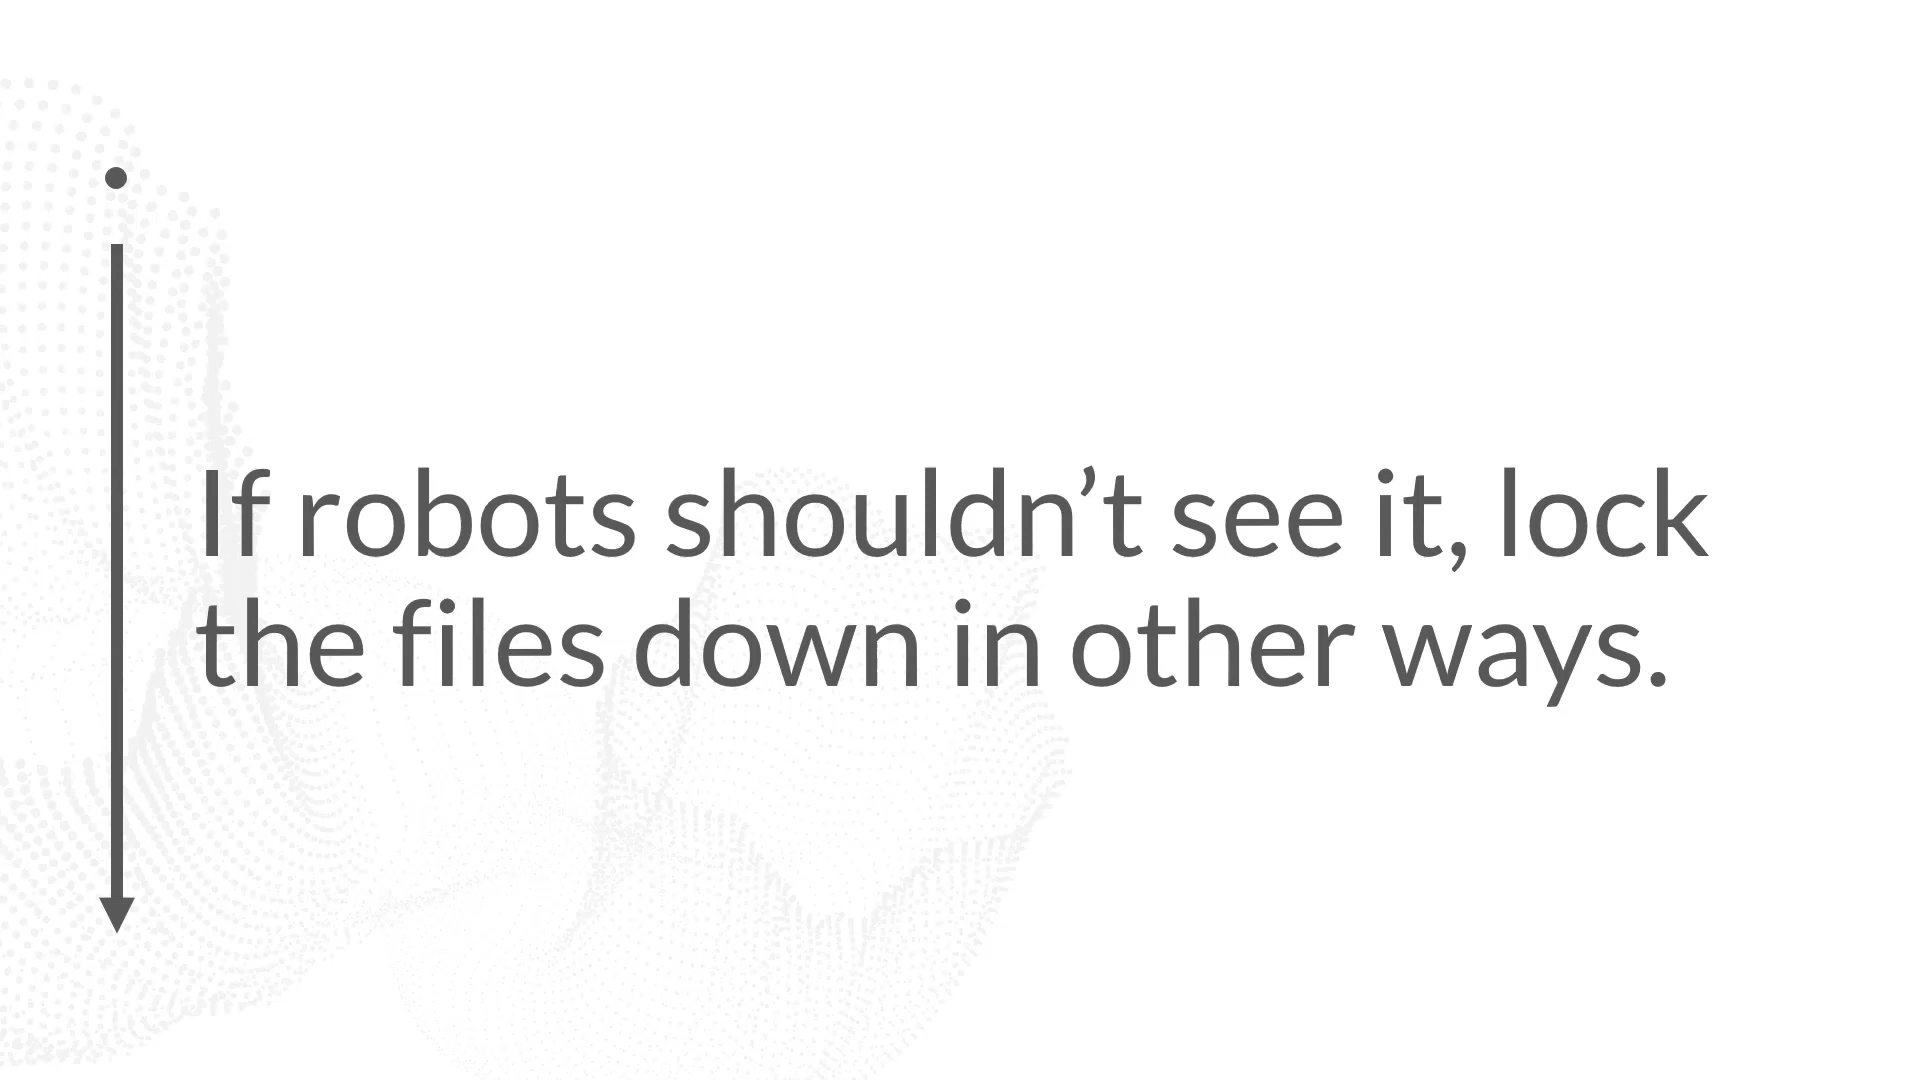 If robots shouldn’t see it, lock
the files down in other ways.